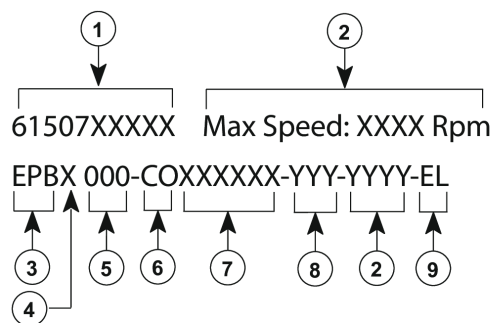 1 2
61507XXXXX Max Speed: XXXX Rpm
EPBX 000-COXXXXXX-YYY-YYYY-EL
3 5 6 7 8 2 9
4